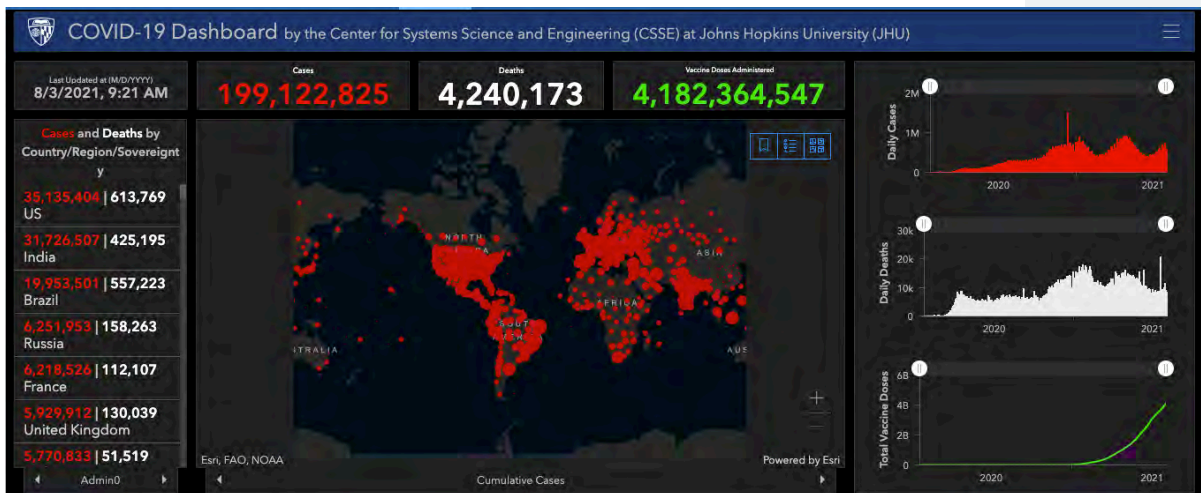 COVID-19 Dashboard by the Center for Systems Science and Engineering (CSSE) at Johns Hopkins University (JHU)
Last Updated at (M/D/YYYY)
8/3/2021, 9:21 AM
Cases
199,122,825
Deaths
4,240,173
Vaccine Doses Administered
4,182,364,547
Cases and Deaths by
Country/Region/Sovereignt
y
35,135,404 | 613,769
US
31,726,507 | 425,195
India
19,953,501 | 557,223
Brazil
6,251,953 | 158,263
Russia
6,218,526 | 112,107
France
5,929,912 | 130,039
United Kingdom
5,770,833 | 51,519
Admin0
NORTH
ASIA
AFRICA
SOUT
AMER
ITRALIA
AUS
Esri, FAO, NOAA
Powered by Esri
Cumulative Cases
Daily Cases
2M
1M
0
2020
2021
Daily Deaths
30k
20k
10k
0
2020
2021
Total Vaccine Doses
6B
4B
2B
0
2020
2021